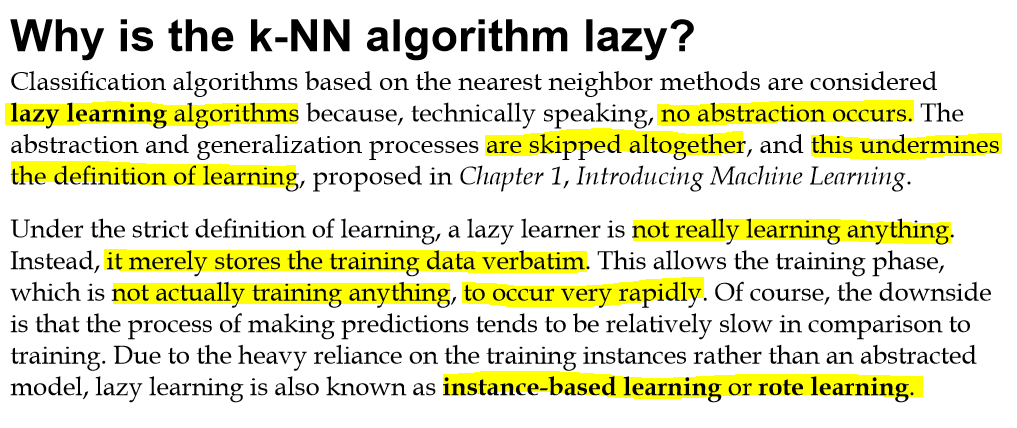 Why is the k-NN algorithm lazy?
Classification algorithms based on the nearest neighbor methods are considered
lazy learning algorithms because, technically speaking, no abstraction occurs. The
abstraction and generalization processes are skipped altogether, and this undermines
the definition of learning, proposed in Chapter 1, Introducing Machine Learning.
Under the strict definition of learning, a lazy learner is not really learning anything.
Instead, it merely stores the training data verbatim. This allows the training phase,
which is not actually training anything, to occur very rapidly. Of course, the downside
is that the process of making predictions tends to be relatively slow in comparison to
training. Due to the heavy reliance on the training instances rather than an abstracted
model, lazy learning is also known as instance-based learning or rote learning.